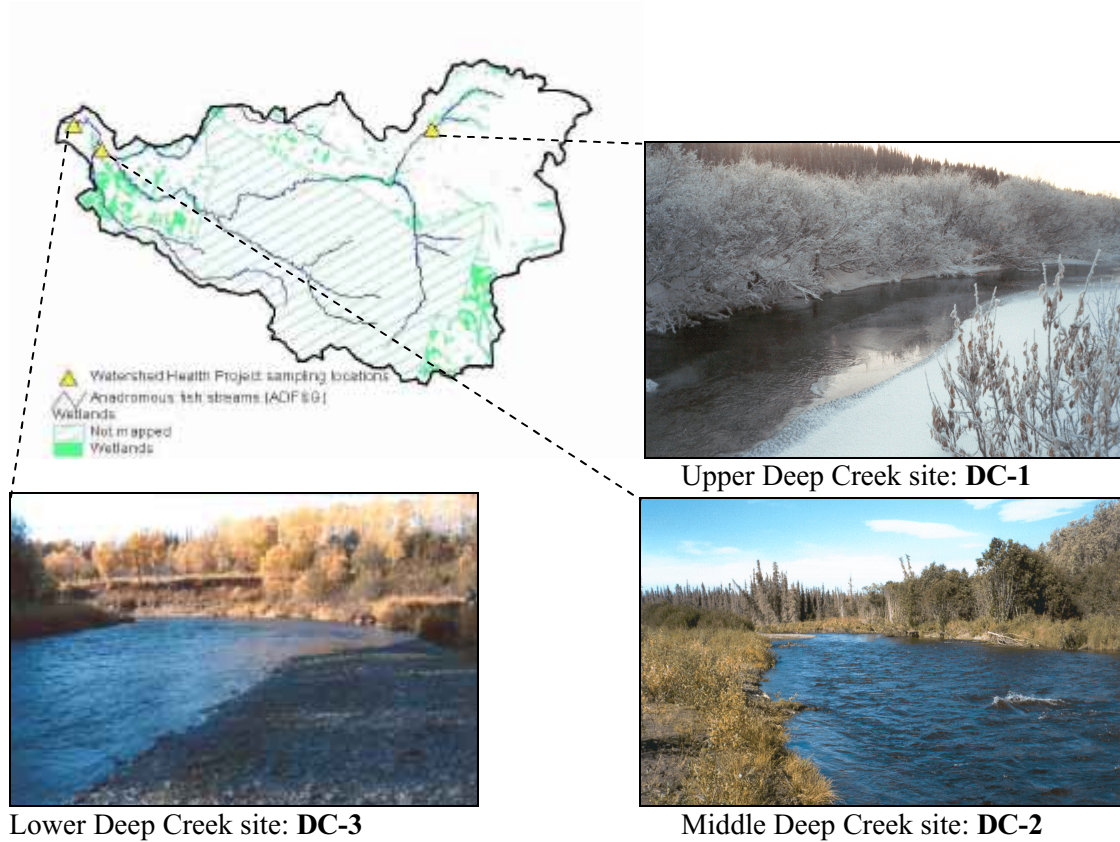 Watershed Health Project sampling locations
Anadromous fish streams (ADF&G)
Wetlands
Not mapped
Wetlands
Upper Deep Creek site: DC-1
Lower Deep Creek site: DC-3
Middle Deep Creek site: DC-2